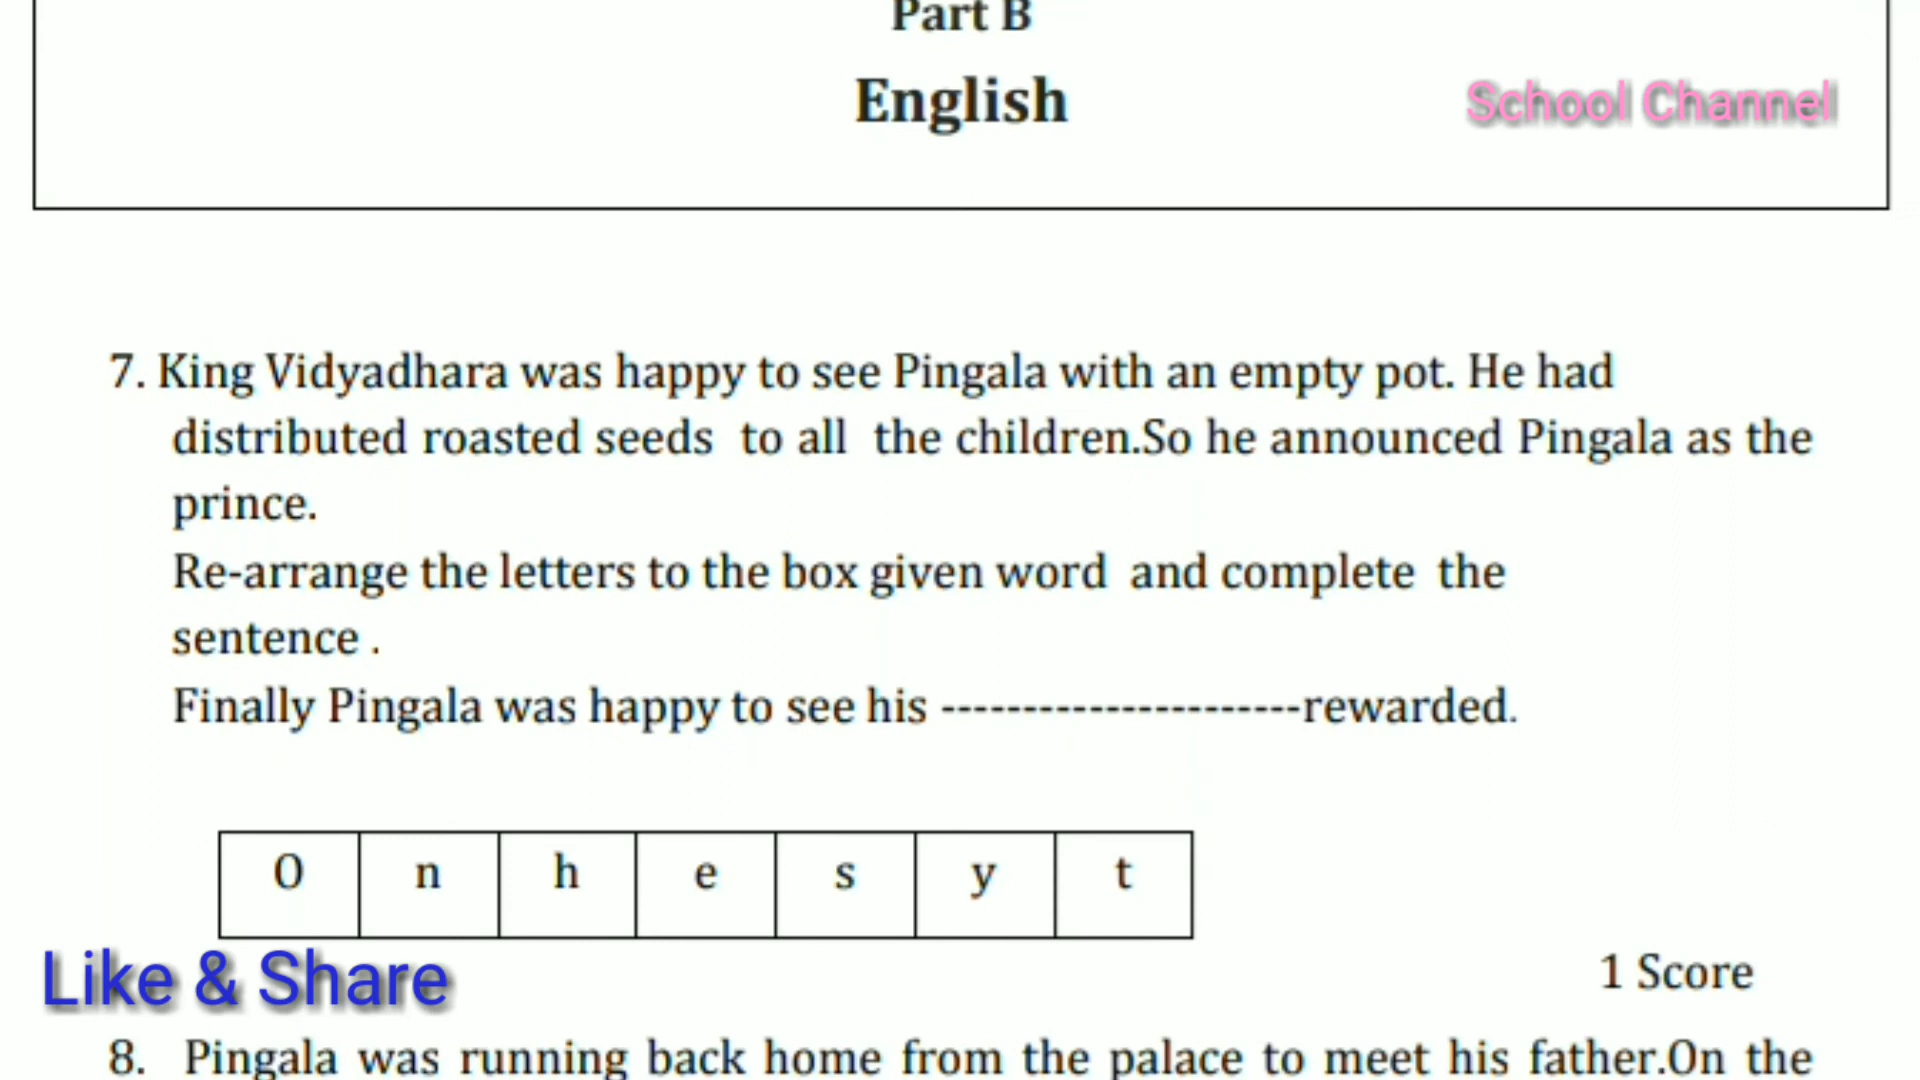 Part B
English
School Channel
7. King Vidyadhara was happy to see Pingala with an empty pot. He had
distributed roasted seeds to all the children.So he announced Pingala as the
prince.
Re-arrange the letters to the box given word and complete the
sentence .
Finally Pingala was happy to see his ----------------------rewarded.
O n h e s y t
Like & Share
1 Score
8. Pingala was running back home from the palace to meet his father.On the